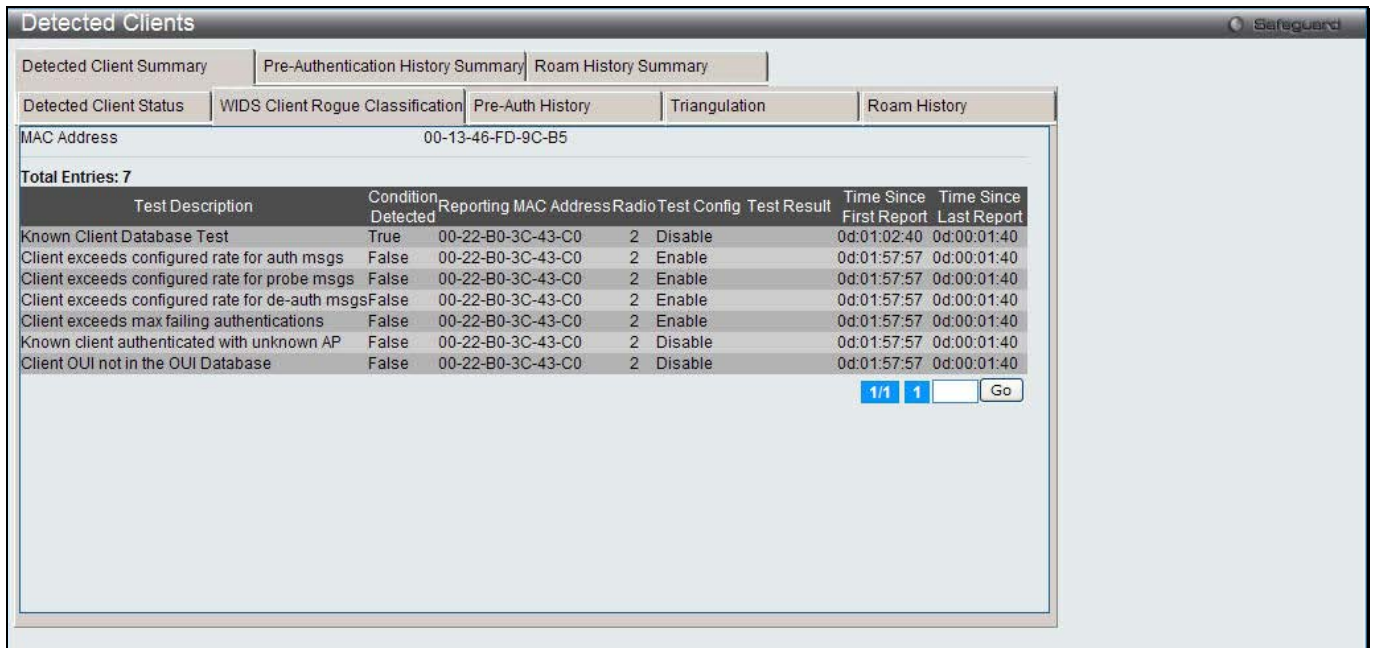 Detected Clients
Safeguard
Detected Client Summary Pre-Authentication History Summary Roam History Summary
Detected Client Status WIDS Client Rogue Classification Pre-Auth History Triangulation Roam History
MAC Address 00-13-46-FD-9C-B5
Total Entries: 7
Test Description Condition Detected Reporting MAC Address Radio Test Config Test Result Time Since First Report Time Since Last Report
Known Client Database Test True 00-22-B0-3C-43-C0 2 Disable 0d:01:02:40 0d:00:01:40
Client exceeds configured rate for auth msgs False 00-22-B0-3C-43-C0 2 Enable 0d:01:57:57 0d:00:01:40
Client exceeds configured rate for probe msgs False 00-22-B0-3C-43-C0 2 Enable 0d:01:57:57 0d:00:01:40
Client exceeds configured rate for de-auth msgs False 00-22-B0-3C-43-C0 2 Enable 0d:01:57:57 0d:00:01:40
Client exceeds max failing authentications False 00-22-B0-3C-43-C0 2 Enable 0d:01:57:57 0d:00:01:40
Known client authenticated with unknown AP False 00-22-B0-3C-43-C0 2 Disable 0d:01:57:57 0d:00:01:40
Client OUI not in the OUI Database False 00-22-B0-3C-43-C0 2 Disable 0d:01:57:57 0d:00:01:40
1/1 1 Go